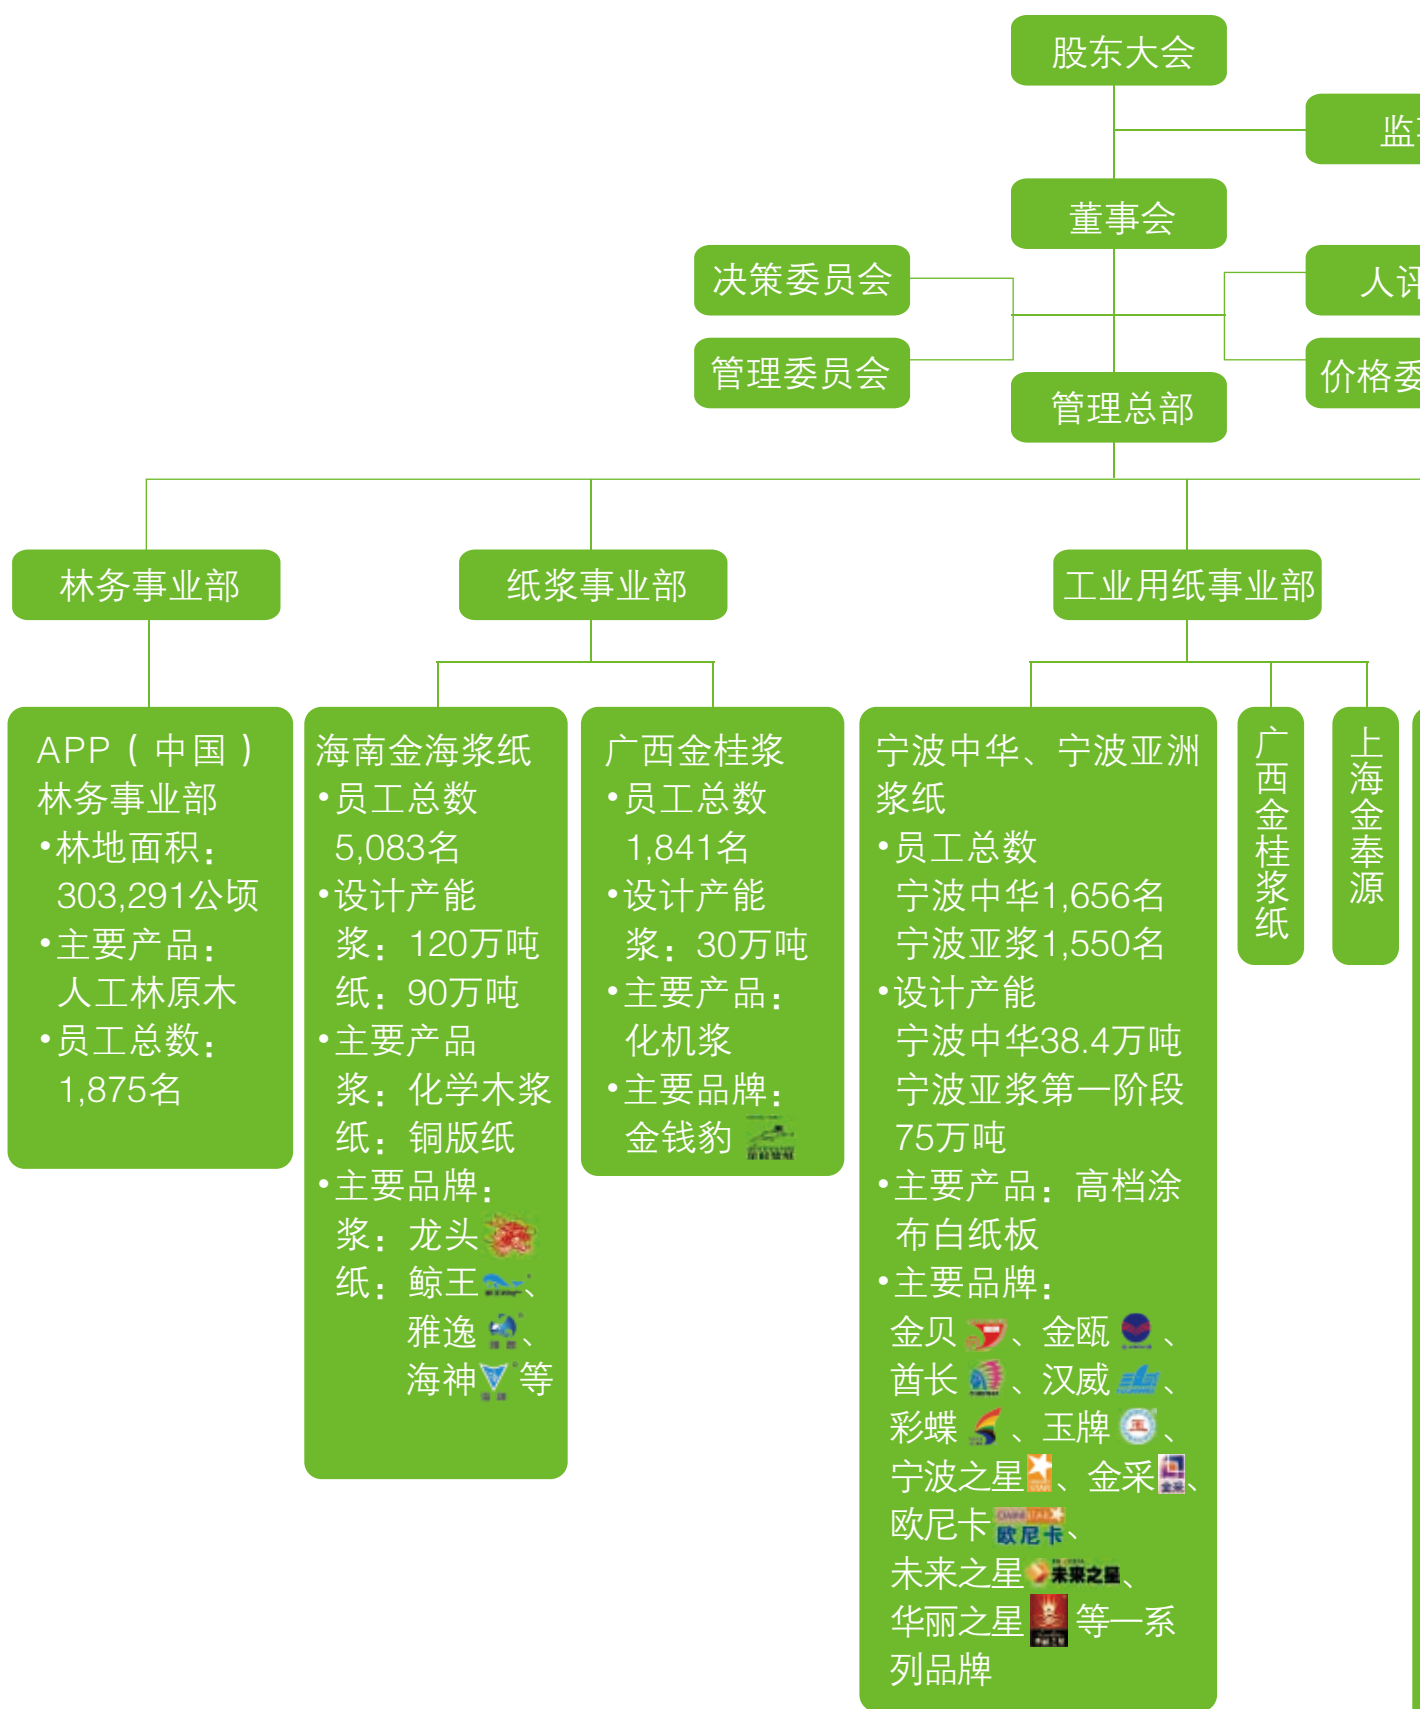 股东大会
监
董事会
决策委员会
人评
管理委员会
价格委
管理总部
林务事业部
纸浆事业部
工业用纸事业部
APP（中国）
林务事业部
•林地面积：
303,291公顷
•主要产品：
人工林原木
•员工总数：
1,875名
海南金海浆纸
•员工总数
5,083名
•设计产能
浆：120万吨
纸：90万吨
•主要产品
浆：化学木浆
纸：铜版纸
•主要品牌：
浆：龙头
纸：鲸王、
雅逸、
海神等
广西金桂浆
•员工总数
1,841名
•设计产能
浆：30万吨
•主要产品：
化机浆
•主要品牌：
金钱豹
宁波中华、宁波亚洲
浆纸
•员工总数
宁波中华1,656名
宁波亚浆1,550名
•设计产能
宁波中华38.4万吨
宁波亚浆第一阶段
75万吨
•主要产品：高档涂
布白纸板
•主要品牌：
金贝、金瓯、
酋长、汉威、
彩蝶、玉牌、
宁波之星、金采金采、
欧尼卡欧尼卡、
未来之星未来之星、
华丽之星等一系
列品牌
广西金桂浆纸
上海金奉源